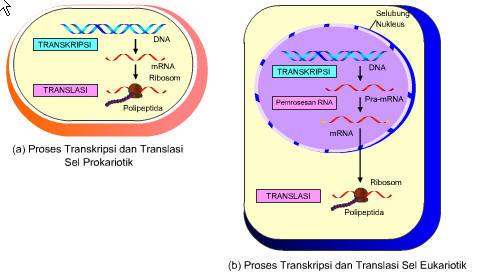 TRANSKRIPSI
DNA
mRNA
Ribosom
TRANSLASI
Polipeptida
(a) Proses Transkripsi dan Translasi
Sel Prokariotik
Selubung
Nukleus
TRANSKRIPSI
DNA
Pemrosesan RNA
Pra-mRNA
mRNA
Ribosom
TRANSLASI
Polipeptida
(b) Proses Transkripsi dan Translasi Sel Eukariotik